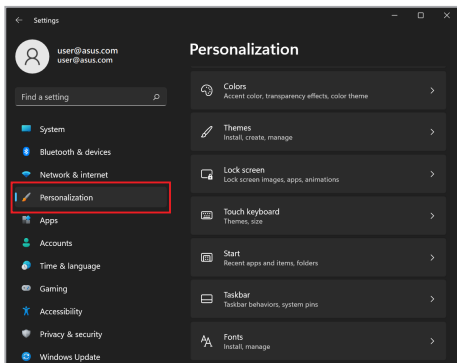 Settings
user@asus.com
user@asus.com
Find a setting
System
Bluetooth & devices
Network & internet
Personalization
Apps
Accounts
Time & language
Gaming
Accessibility
Privacy & security
Windows Update
Personalization
Colors
Accent color, transparency effects, color theme
Themes
Install, create, manage
Lock screen
Lock screen images, apps, animations
Touch keyboard
Themes, size
Start
Recent apps and items, folders
Taskbar
Taskbar behaviors, system pins
Fonts
Install, manage